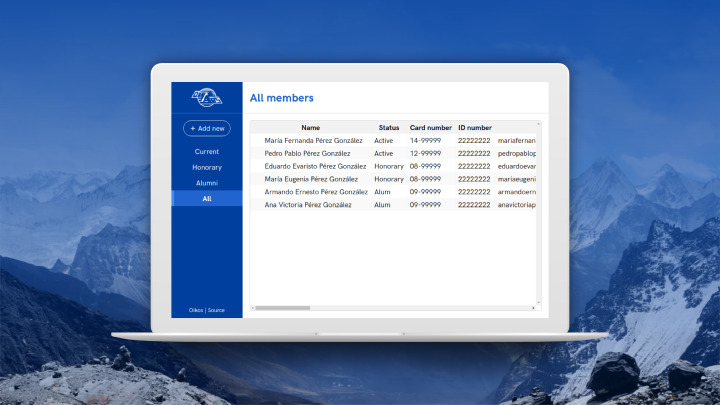 All members
+ Add new
Current
Honorary
Alumni
All
Oikos | Source
Name Status Card number ID number
María Fernanda Pérez González Active 14-99999 22222222 mariafernan
Pedro Pablo Pérez González Active 12-99999 22222222 pedropablop
Eduardo Evaristo Pérez González Honorary 08-99999 22222222 eduardoevar
María Eugenia Pérez González Honorary 08-99999 22222222 mariaeugeni
Armando Ernesto Pérez González Alum 09-99999 22222222 armandoern
Ana Victoria Pérez González Alum 09-99999 22222222 anavictoriap